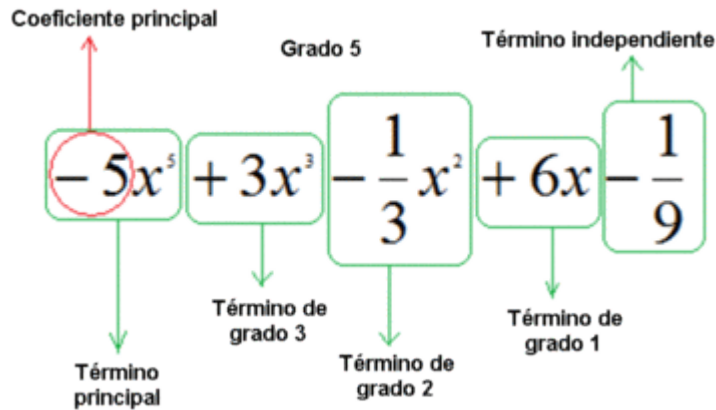 Coeficiente principal
Grado 5
Término independiente
−5x⁵ +3x³ −1/3 x² +6x −1/9
Término de
grado 3
Término de
grado 1
Término de
grado 2
Término
principal